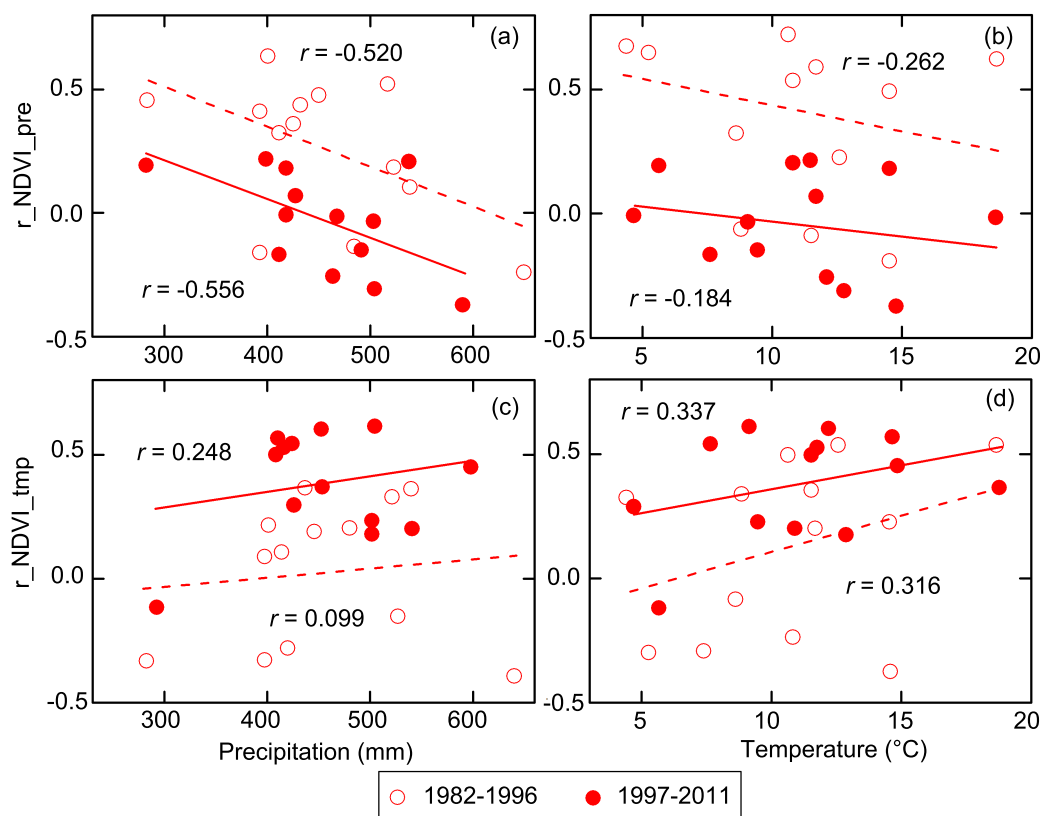 (a)
r = -0.520
0.5
r_NDVI_pre
0.0
r = -0.556
-0.5
300 400 500 600
(b)
r = -0.262
0.5
0.0
r = -0.184
-0.5
5 10 15 20
(c)
r = 0.248
0.5
r_NDVI_tmp
0.0
r = 0.099
-0.5
300 400 500 600
Precipitation (mm)
(d)
r = 0.337
0.5
0.0
r = 0.316
-0.5
5 10 15 20
Temperature (°C)
1982-1996 1997-2011